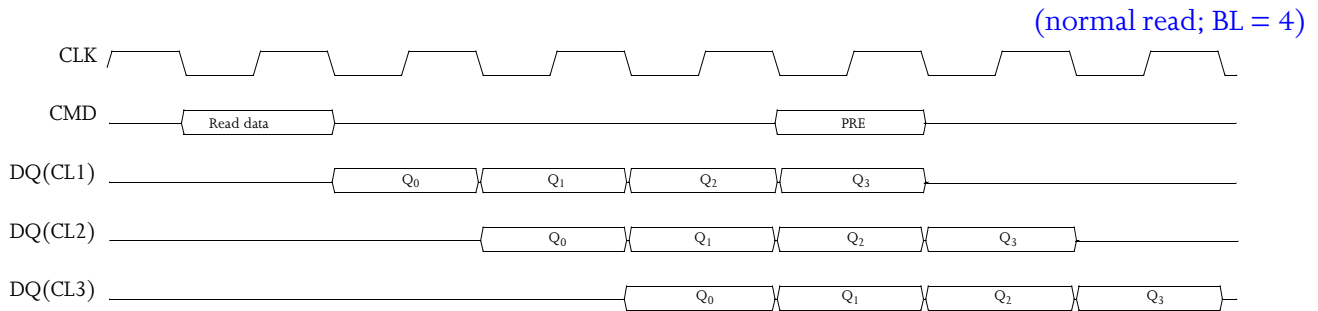 (normal read; BL = 4)
CLK
CMD Read data PRE
DQ(CL1) Q₀ Q₁ Q₂ Q₃
DQ(CL2) Q₀ Q₁ Q₂ Q₃
DQ(CL3) Q₀ Q₁ Q₂ Q₃